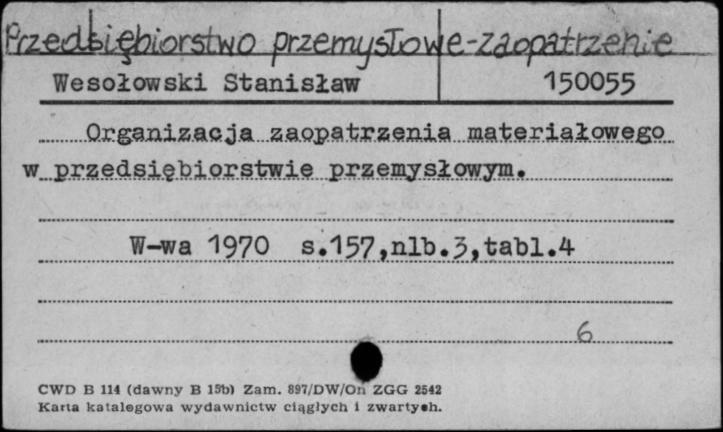 Przedsiębiorstwo przemysłowe-zaopatrzenie
Wesołowski Stanisław 150055
Organizacja zaopatrzenia materiałowego
w przedsiębiorstwie przemysłowym.
W-wa 1970 s.157,nlb.3,tabl.4
6
CWD B 114 (dawny B 15b) Zam. 897/DW/On ZGG 2542
Karta katalogowa wydawnictw ciągłych i zwartych.